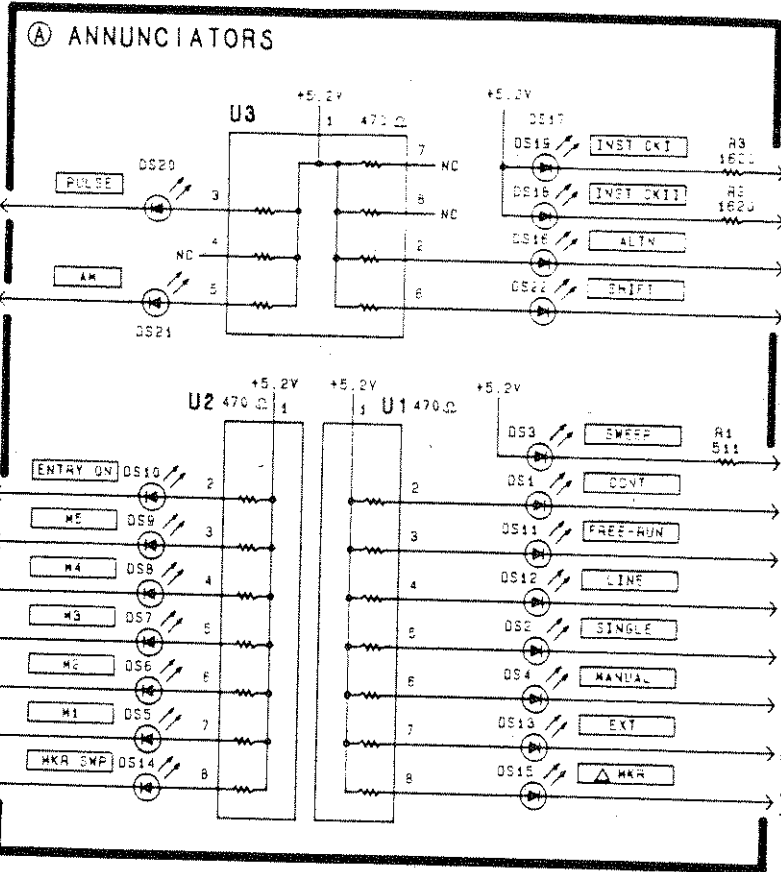 Ⓐ ANNUNCIATORS
+5.2V
U3
1
470 Ω
DS20
PULSE
3
7
NC
NC
4
8
NC
2
AM
5
6
DS21
+5.2V
DS17
DS19
INST CKI
R3
DS18
INST CKII
DS16
ALTN
DS22
SHIFT
+5.2V
U2
470 Ω
1
+5.2V
1
U1
470 Ω
+5.2V
DS3
SWEEP
R1
511
ENTRY ON
DS10
2
2
DS1
CONT
M5
DS9
3
3
DS11
FREE-RUN
M4
DS8
4
4
DS12
LINE
M3
DS7
5
5
DS2
SINGLE
M2
DS6
6
6
DS4
MANUAL
M1
DS5
7
7
DS13
EXT
MKR SWP
DS14
8
8
DS15
△ MKR